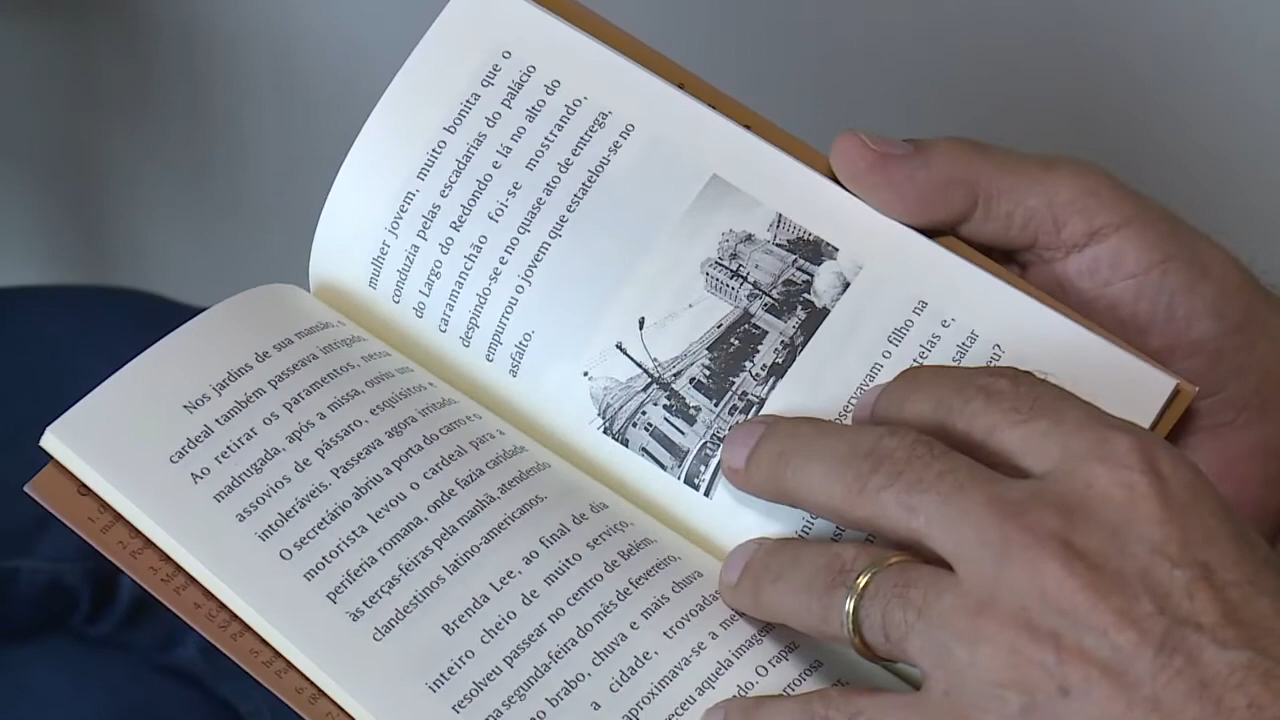 Nos jardins de sua mansão, o
cardeal também passeava intrigado.
Ao retirar os paramentos, nessa
madrugada, após a missa, ouviu um
assovios de pássaro, esquisitos e
intoleráveis. Passeava agora irritado.
O secretário abriu a porta do carro e o
motorista levou o cardeal para a
periferia romana, onde fazia caridade
às terças-feiras pela manhã, atendendo
clandestinos latino-americanos.
Brenda Lee, ao final de dia
inteiro cheio de muito serviço,
resolveu passear no centro de Belém,
segunda-feira do mês de fevereiro,
brabo, chuva e mais chuva
a cidade,
aproximava-se a
aquela imagem
O rapaz
mulher jovem, muito bonita que o
conduzia pelas escadarias do palácio
do Largo do Redondo e lá no alto do
caramanchão foi-se mostrando,
despindo-se e no quase ato de entrega,
empurrou o jovem que estatelou-se no
asfalto.
o filho na
e,
saltar